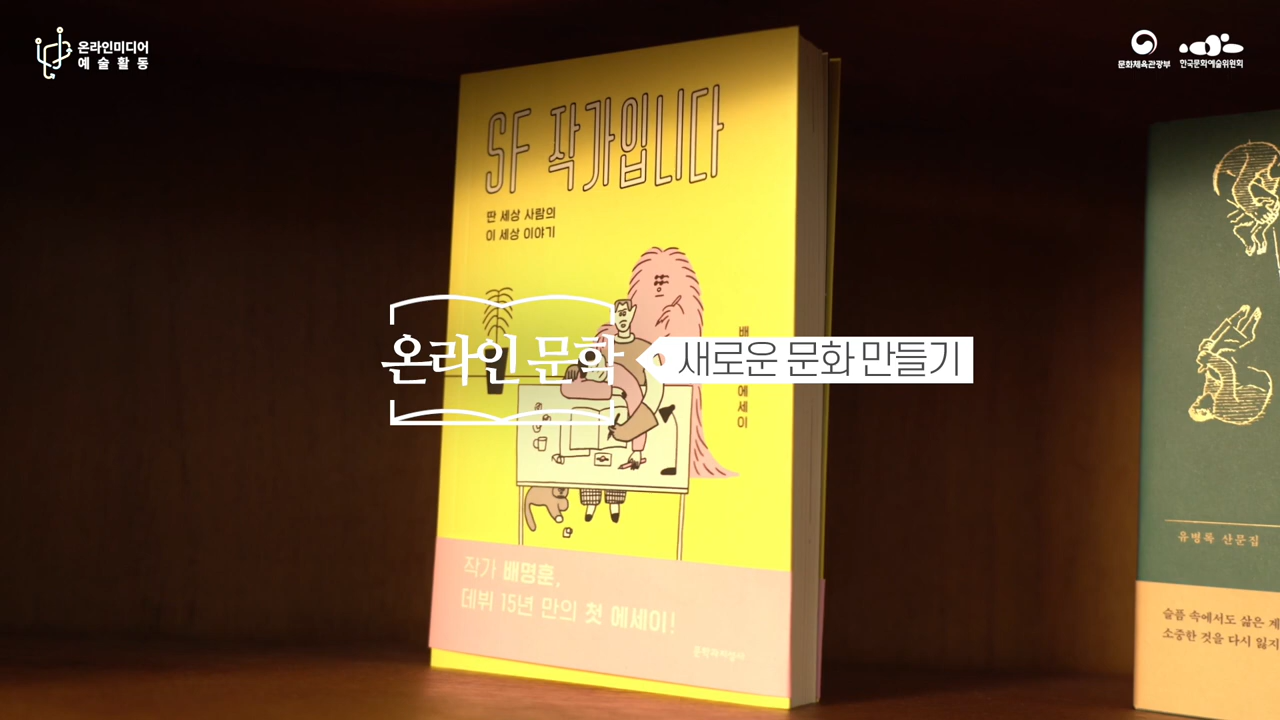 온라인미디어
예술활동
문화체육관광부
한국문화예술위원회
SF 작가입니다
딴 세상 사람의
이 세상 이야기
온라인 문학
새로운 문화 만들기
배
에세이
작가 배명훈,
데뷔 15년 만의 첫 에세이!
문학과지성사
유병록 산문집
슬픔 속에서도 삶은 계
소중한 것을 다시 잃지